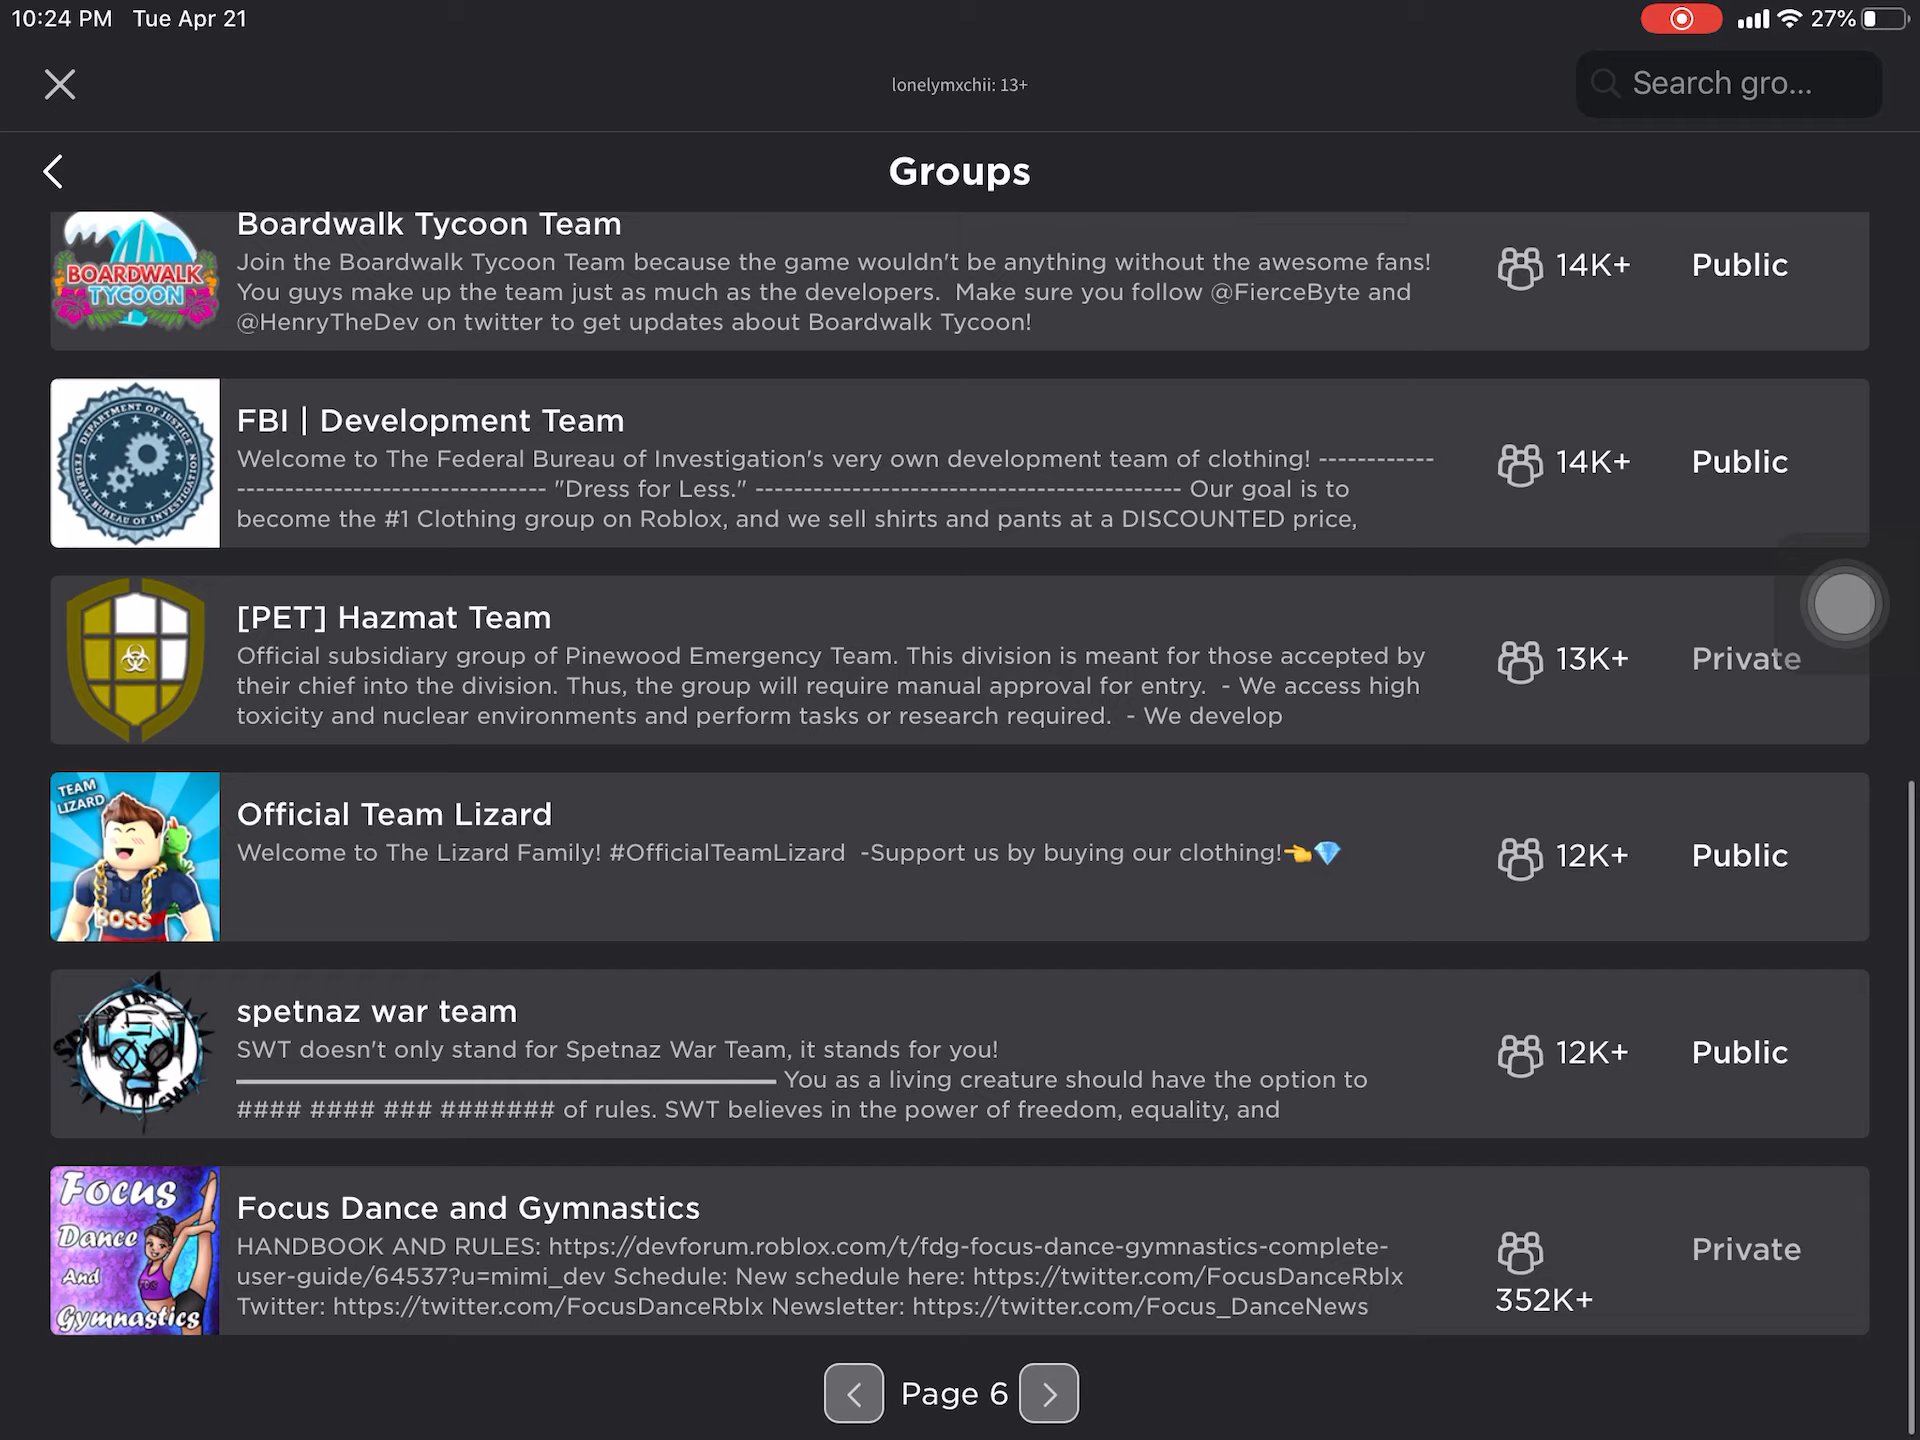 10:24 PM Tue Apr 21
27%
lonelymxchii: 13+
Search gro...
Groups
BOARDWALK
TYCOON
Boardwalk Tycoon Team
Join the Boardwalk Tycoon Team because the game wouldn't be anything without the awesome fans!
You guys make up the team just as much as the developers.  Make sure you follow @FierceByte and
@HenryTheDev on twitter to get updates about Boardwalk Tycoon!
14K+
Public
DEPARTMENT OF JUSTICE
FEDERAL BUREAU OF INVESTIGATION
FBI | Development Team
Welcome to The Federal Bureau of Investigation's very own development team of clothing! ------------
-------------------------------- "Dress for Less." -------------------------------------------- Our goal is to
become the #1 Clothing group on Roblox, and we sell shirts and pants at a DISCOUNTED price,
14K+
Public
[PET] Hazmat Team
Official subsidiary group of Pinewood Emergency Team. This division is meant for those accepted by
their chief into the division. Thus, the group will require manual approval for entry.  - We access high
toxicity and nuclear environments and perform tasks or research required.  - We develop
13K+
Private
TEAM
LIZARD
BOSS
Official Team Lizard
Welcome to The Lizard Family! #OfficialTeamLizard  -Support us by buying our clothing!👈💎
12K+
Public
SWT
spetnaz war team
SWT doesn't only stand for Spetnaz War Team, it stands for you!
You as a living creature should have the option to
#### #### ### ####### of rules. SWT believes in the power of freedom, equality, and
12K+
Public
Focus
Dance
And
Gymnastics
Focus Dance and Gymnastics
HANDBOOK AND RULES: https://devforum.roblox.com/t/fdg-focus-dance-gymnastics-complete-
user-guide/64537?u=mimi_dev Schedule: New schedule here: https://twitter.com/FocusDanceRblx
Twitter: https://twitter.com/FocusDanceRblx Newsletter: https://twitter.com/Focus_DanceNews
352K+
Private
Page 6